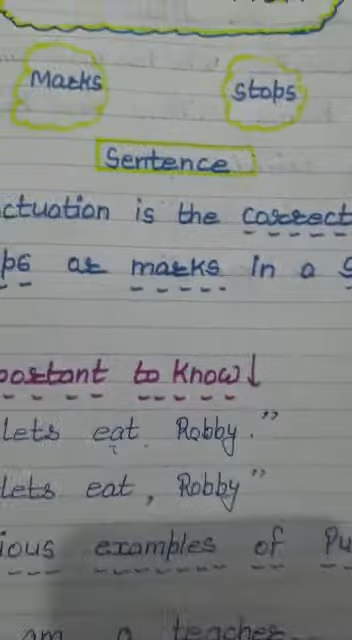 Marks Stops
Sentence
ctuation is the correct
ps or marks in a
portant to know↓
lets eat Robby."
lets eat, Robby"
ious examples of Pu
am a teacher